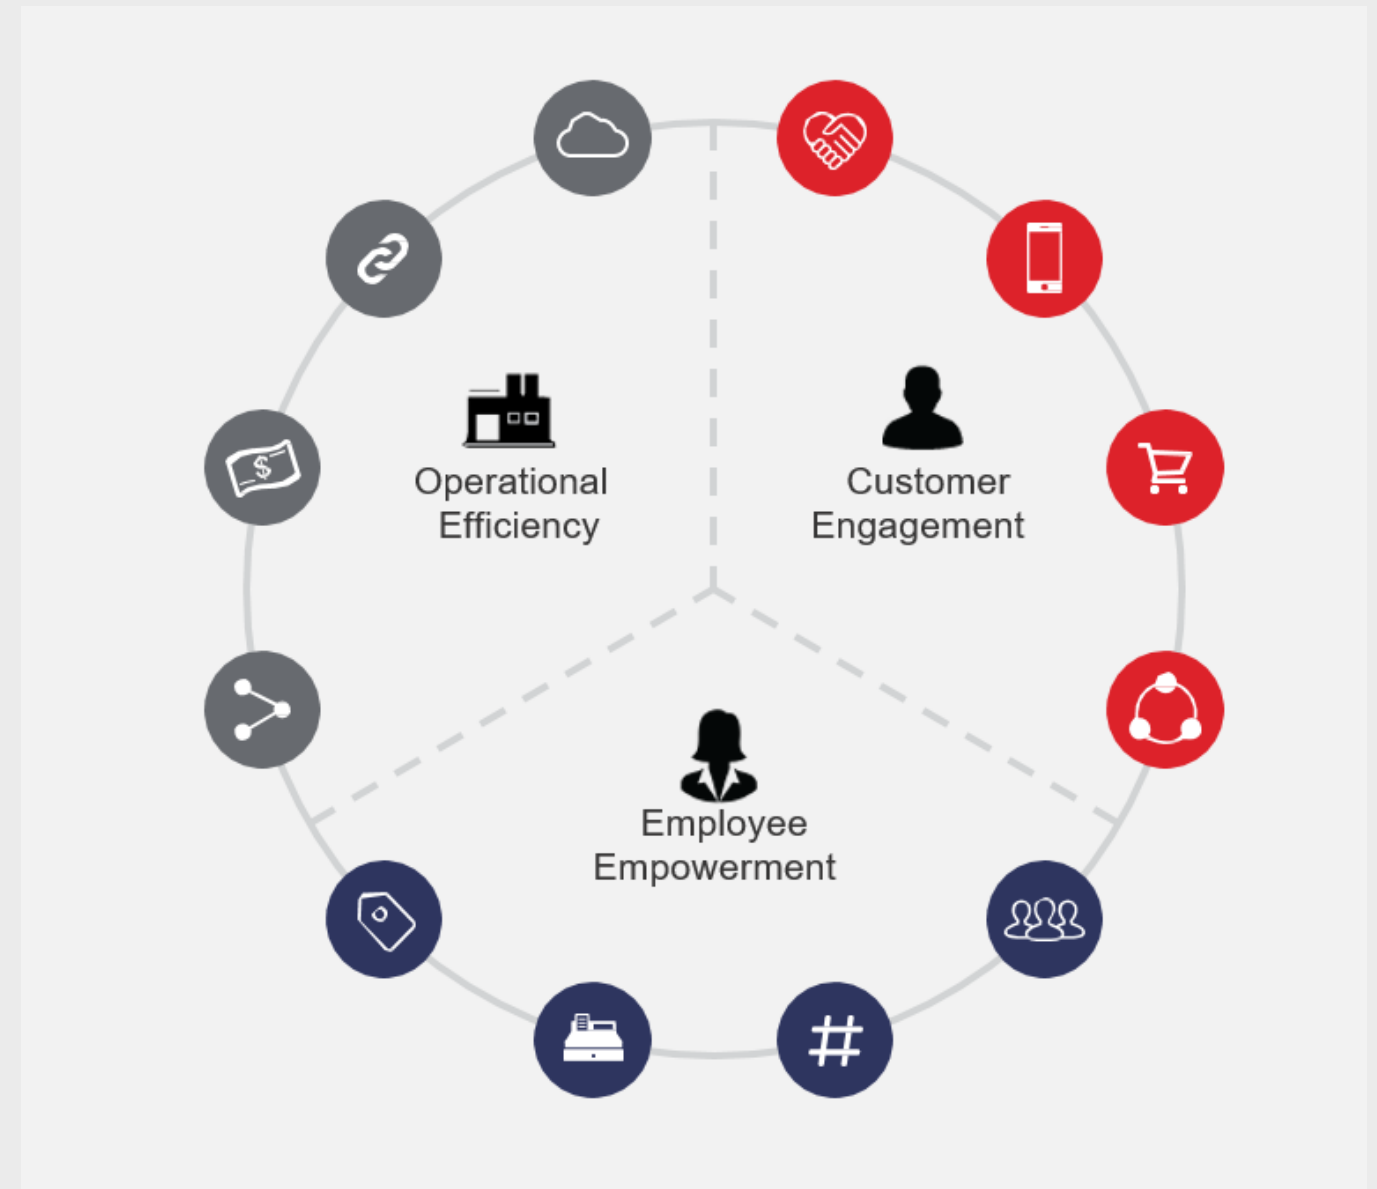 Operational
Efficiency
Customer
Engagement
$
Employee
Empowerment
#